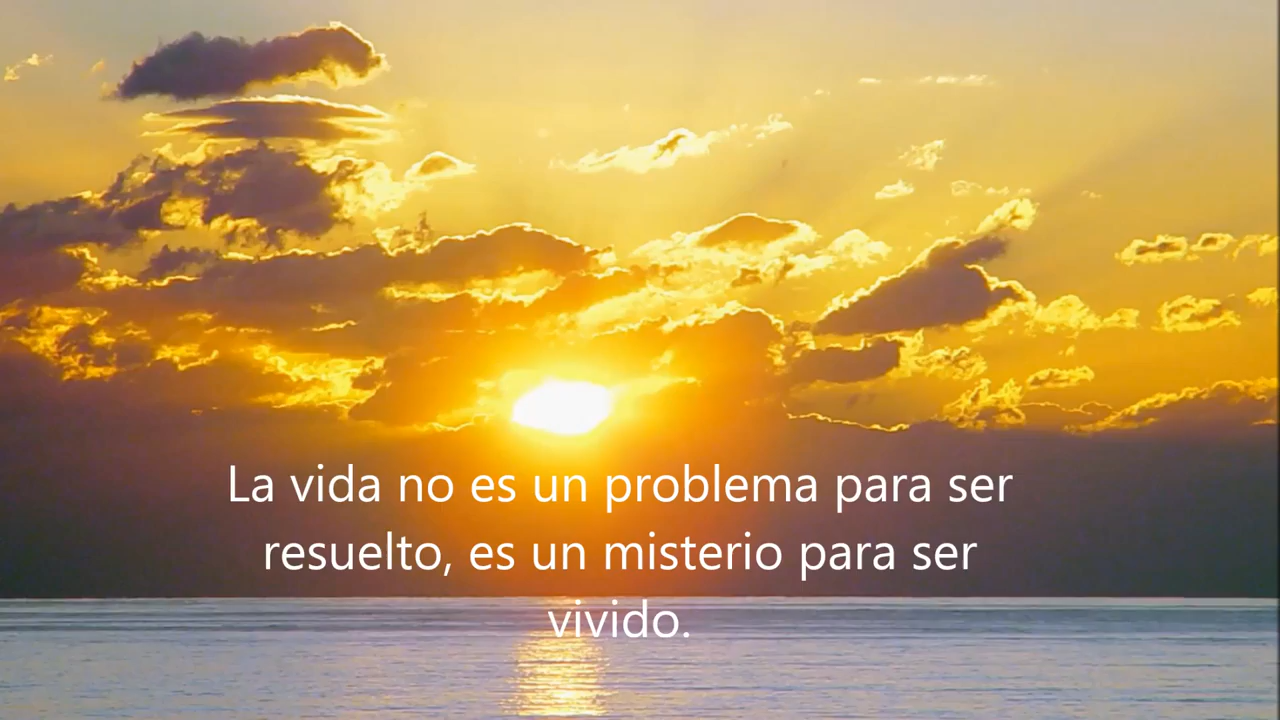 La vida no es un problema para ser
resuelto, es un misterio para ser
vivido.